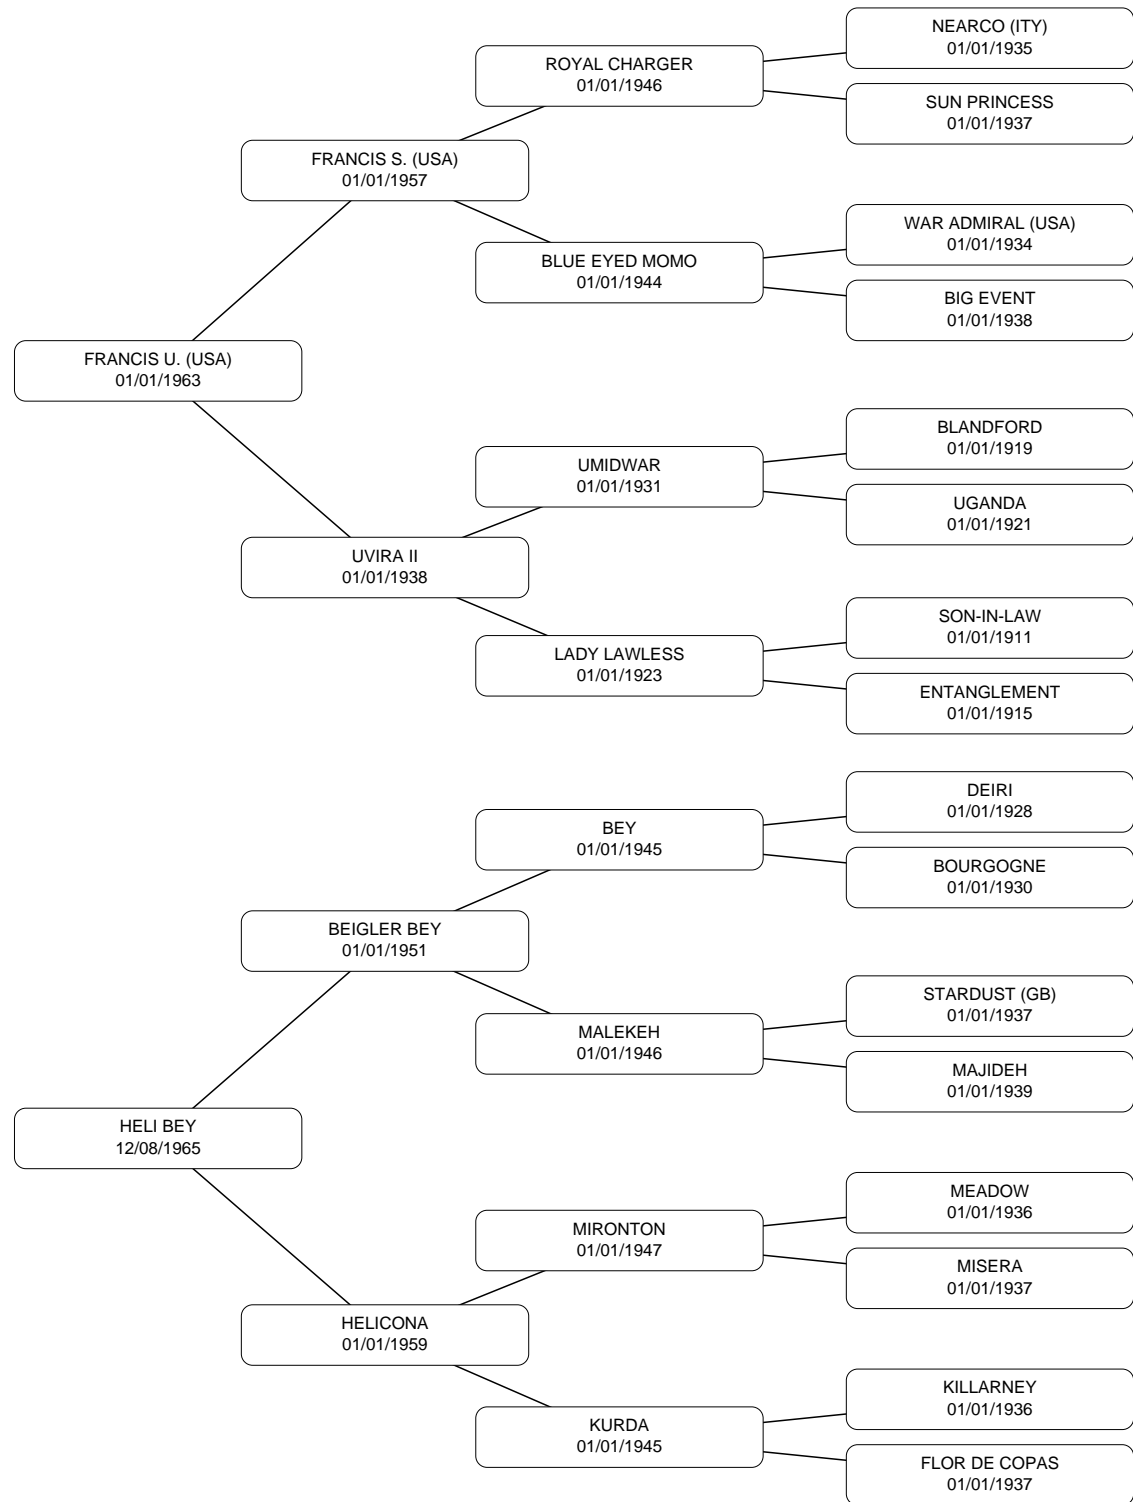 NEARCO (ITY)
01/01/1935
ROYAL CHARGER
01/01/1946
SUN PRINCESS
01/01/1937
FRANCIS S. (USA)
01/01/1957
WAR ADMIRAL (USA)
01/01/1934
BLUE EYED MOMO
01/01/1944
BIG EVENT
01/01/1938
FRANCIS U. (USA)
01/01/1963
BLANDFORD
01/01/1919
UMIDWAR
01/01/1931
UGANDA
01/01/1921
UVIRA II
01/01/1938
SON-IN-LAW
01/01/1911
LADY LAWLESS
01/01/1923
ENTANGLEMENT
01/01/1915
DEIRI
01/01/1928
BEY
01/01/1945
BOURGOGNE
01/01/1930
BEIGLER BEY
01/01/1951
STARDUST (GB)
01/01/1937
MALEKEH
01/01/1946
MAJIDEH
01/01/1939
HELI BEY
12/08/1965
MEADOW
01/01/1936
MIRONTON
01/01/1947
MISERA
01/01/1937
HELICONA
01/01/1959
KILLARNEY
01/01/1936
KURDA
01/01/1945
FLOR DE COPAS
01/01/1937